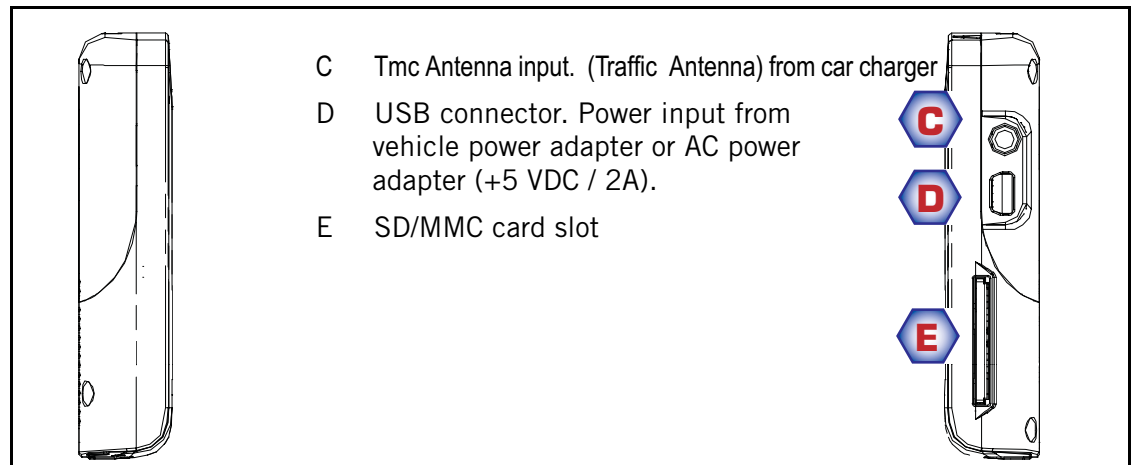 C Tmc Antenna input. (Traffic Antenna) from car charger
D USB connector. Power input from
vehicle power adapter or AC power
adapter (+5 VDC / 2A).
E SD/MMC card slot
C
D
E